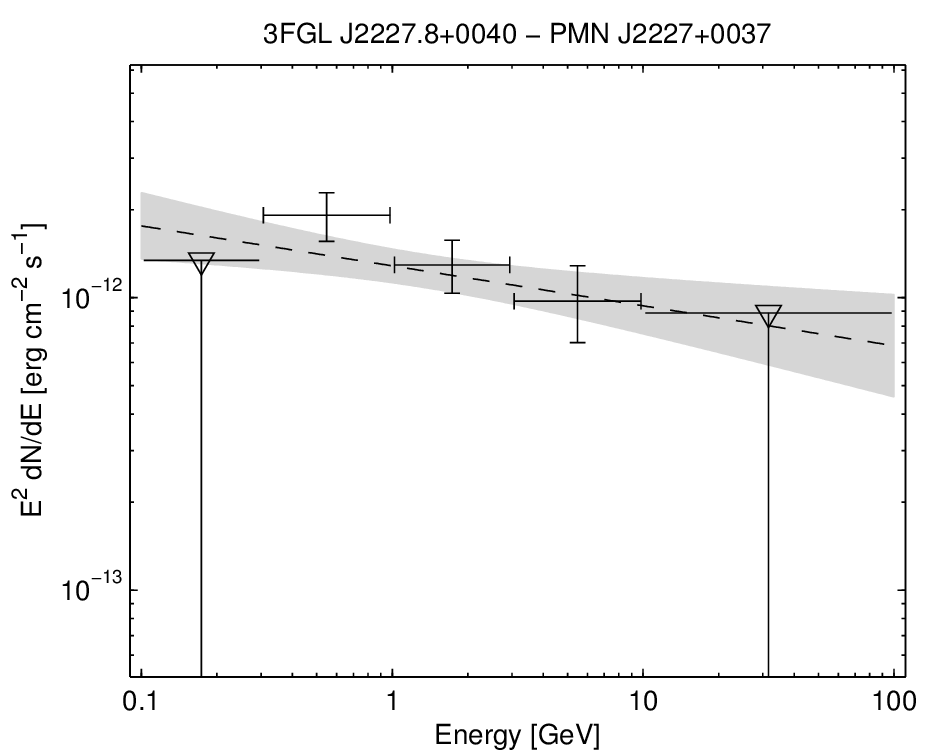 3FGL J2227.8+0040 − PMN J2227+0037
E² dN/dE [erg cm⁻² s⁻¹]
10⁻¹²
10⁻¹³
0.1 1 10 100
Energy [GeV]